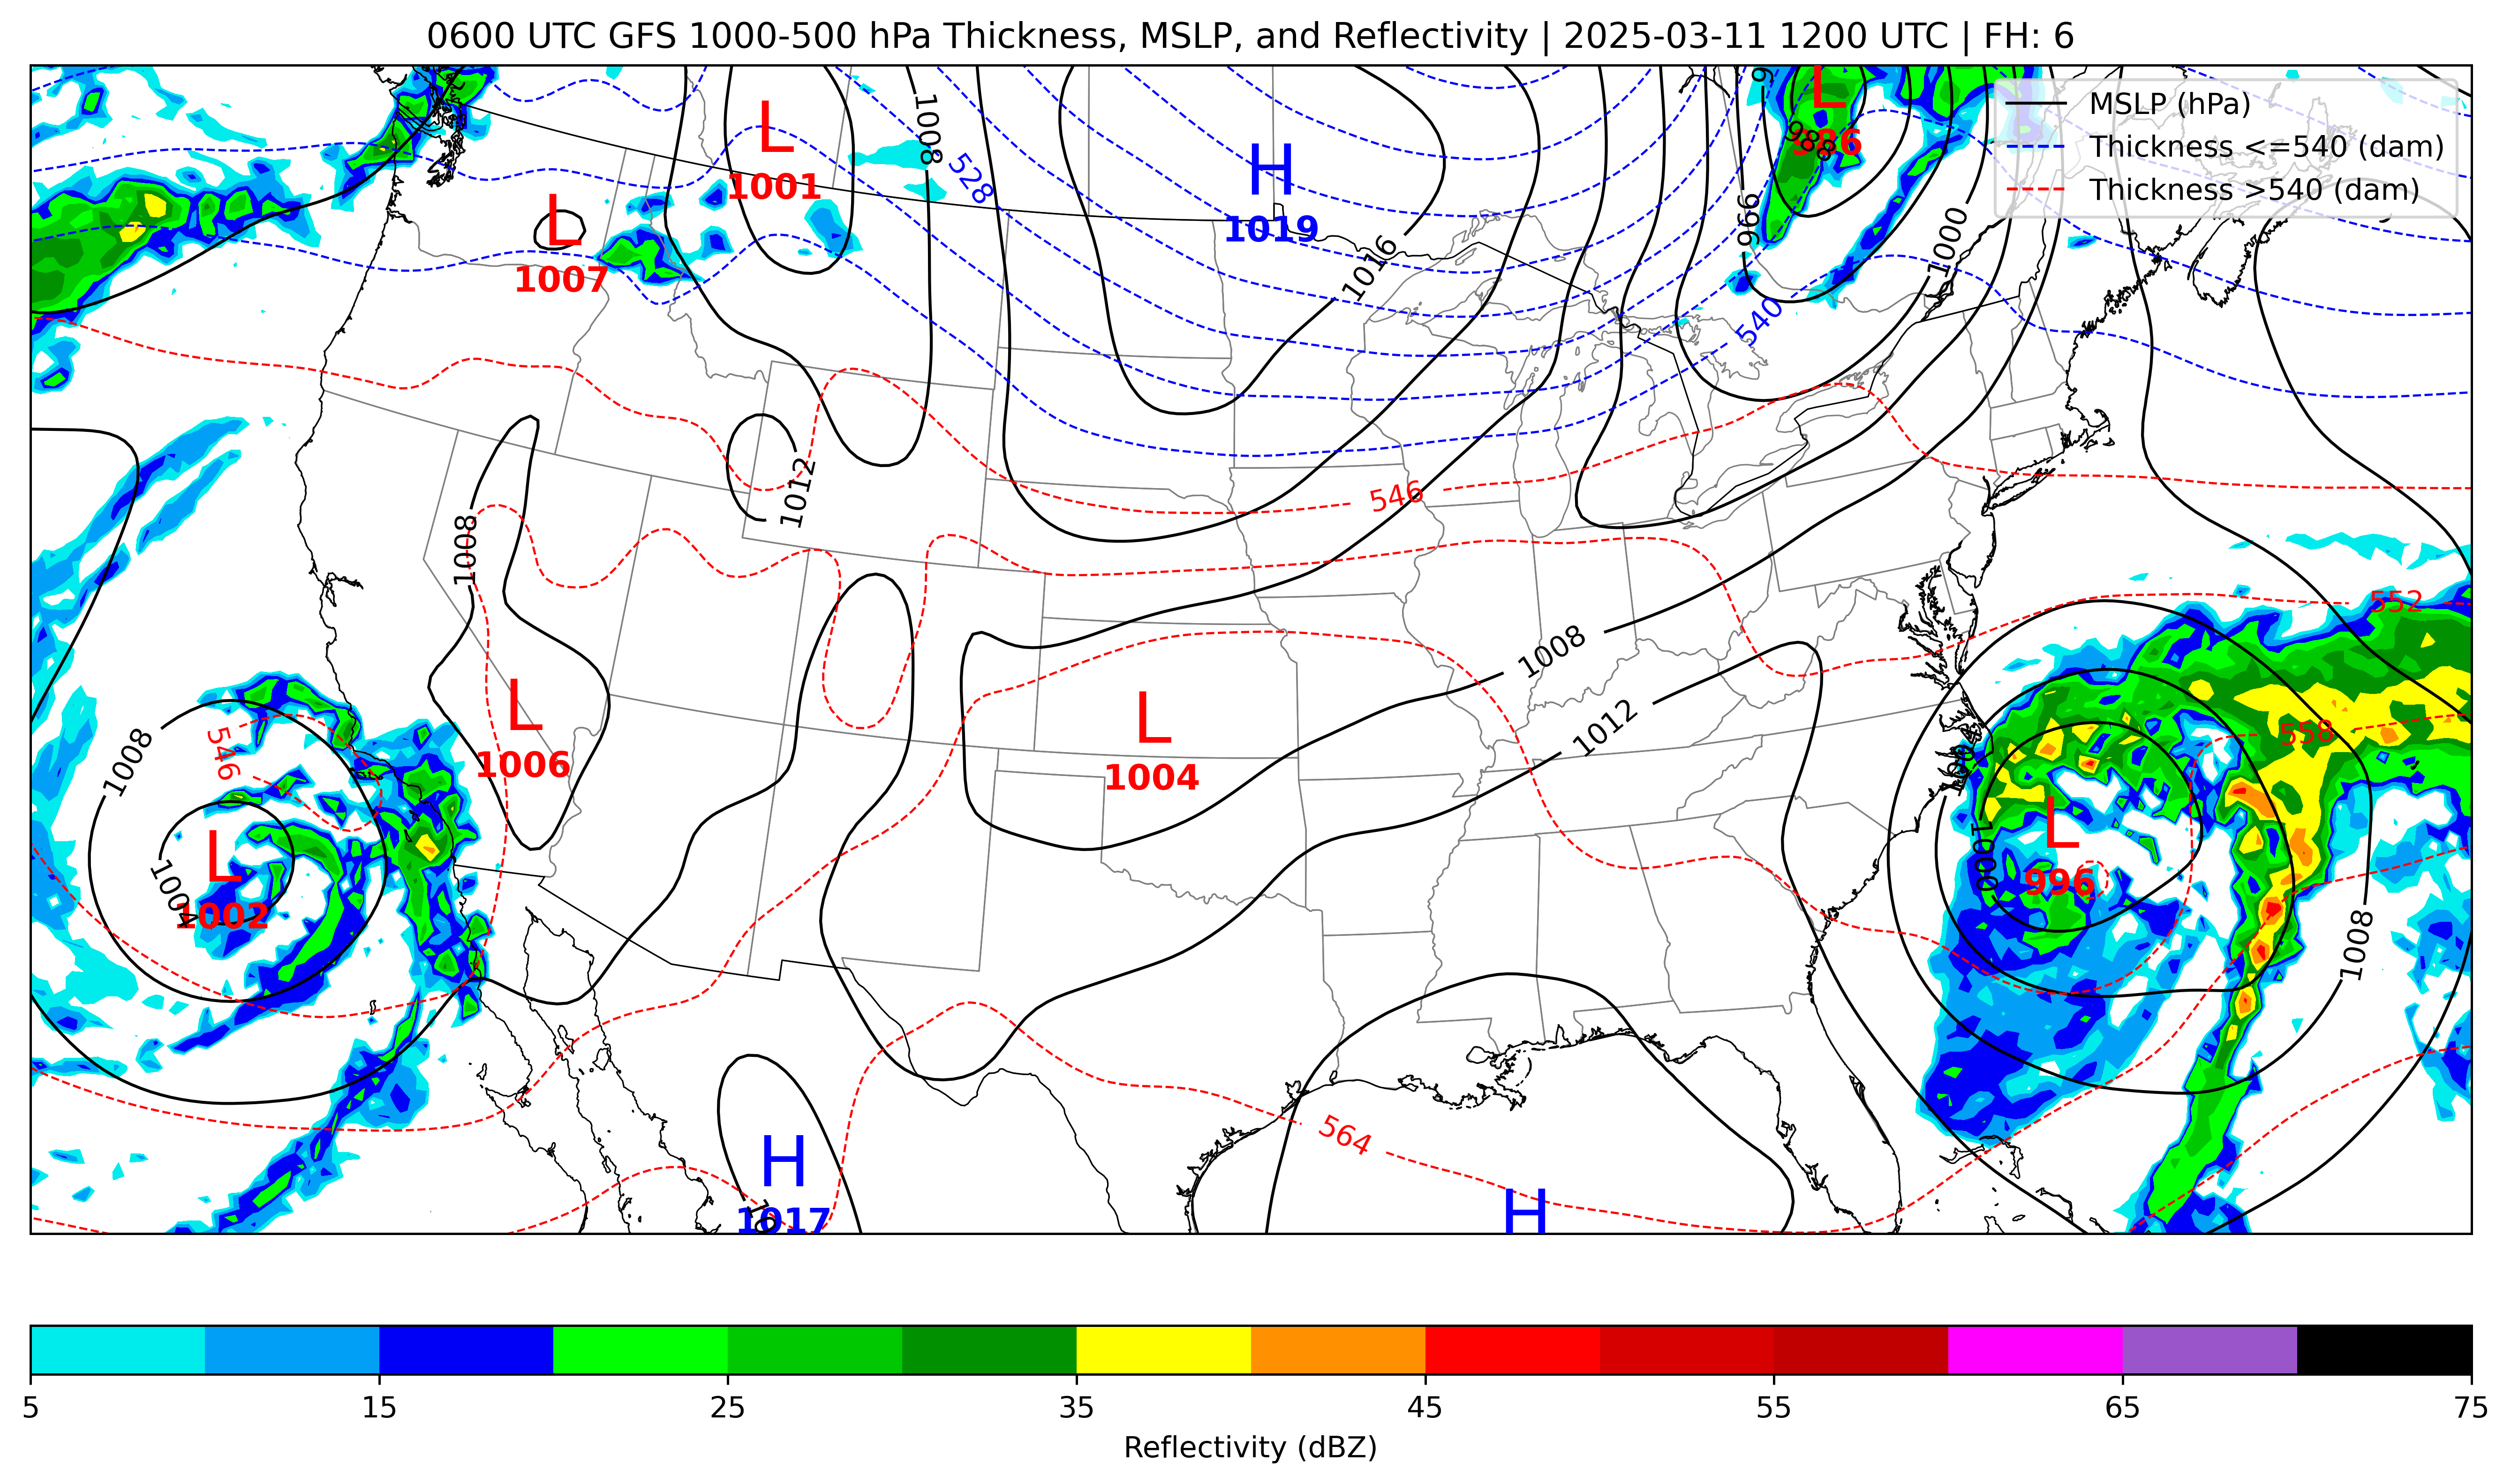 0600 UTC GFS 1000-500 hPa Thickness, MSLP, and Reflectivity | 2025-03-11 1200 UTC | FH: 6
MSLP (hPa)
Thickness <=540 (dam)
Thickness >540 (dam)
L
986
988
L
1001
1008
528
H
1019
L
1007
1016
996
1000
540
1012
546
1008
552
1008
L
1006
L
1004
1012
558
1008
546
L
1002
1004
1004
1000
L
996
1008
564
H
1017
H
5
15
25
35
45
55
65
75
Reflectivity (dBZ)